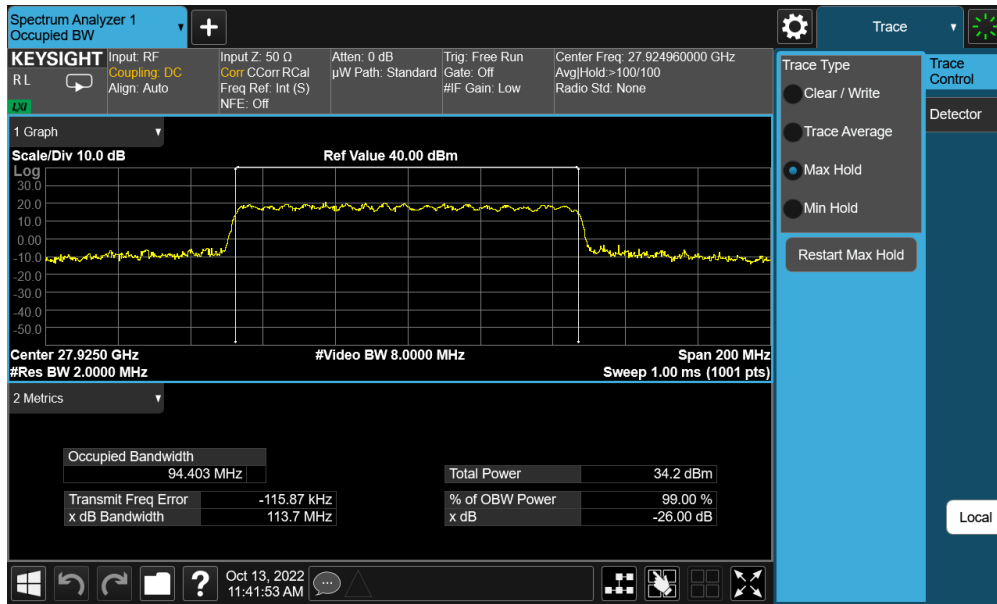 Spectrum Analyzer 1
Occupied BW
+
Trace
KEYSIGHT
R L
LXI
Input: RF
Coupling: DC
Align: Auto
Input Z: 50 Ω
Corr CCorr RCal
Freq Ref: Int (S)
NFE: Off
Atten: 0 dB
µW Path: Standard
Trig: Free Run
Gate: Off
#IF Gain: Low
Center Freq: 27.924960000 GHz
Avg|Hold:>100/100
Radio Std: None
Trace Type
Clear / Write
Trace Average
Max Hold
Min Hold
Restart Max Hold
Trace
Control
Detector
Local
1 Graph
Scale/Div 10.0 dB
Ref Value 40.00 dBm
Log
30.0
20.0
10.0
0.00
-10.0
-20.0
-30.0
-40.0
-50.0
Center 27.9250 GHz
#Video BW 8.0000 MHz
Span 200 MHz
#Res BW 2.0000 MHz
Sweep 1.00 ms (1001 pts)
2 Metrics
Occupied Bandwidth
94.403 MHz
Total Power 34.2 dBm
Transmit Freq Error -115.87 kHz
% of OBW Power 99.00 %
x dB Bandwidth 113.7 MHz
x dB -26.00 dB
?
Oct 13, 2022
11:41:53 AM